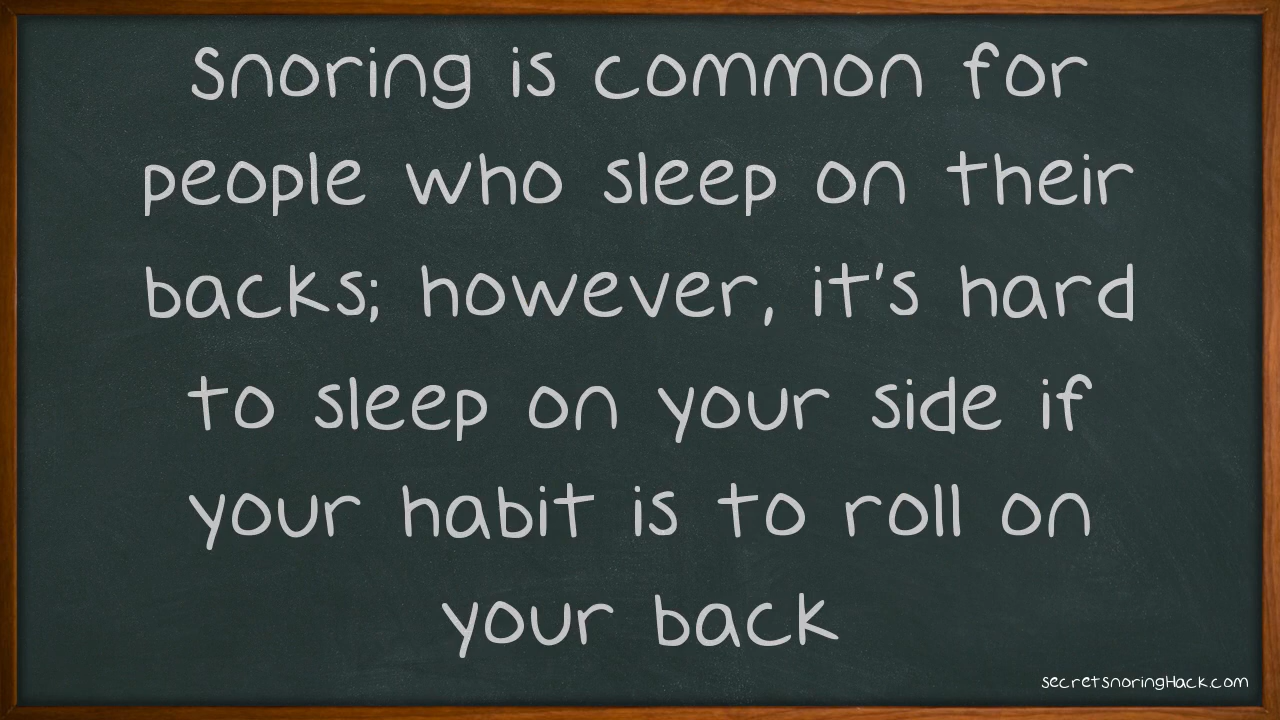 Snoring is common for
people who sleep on their
backs; however, it's hard
to sleep on your side if
your habit is to roll on
your back
secretsnoringHack.com